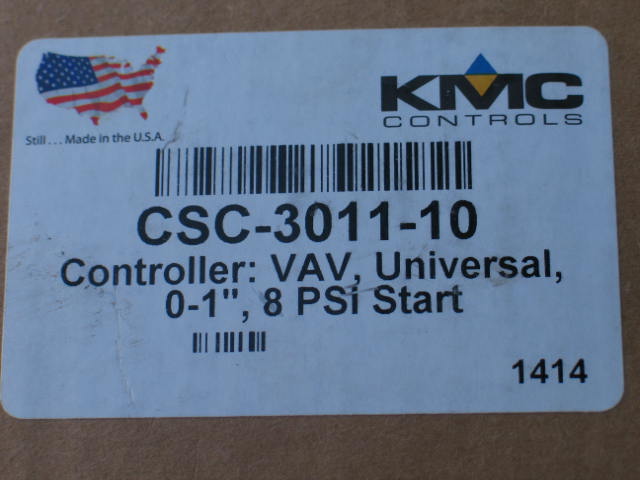 KMC
CONTROLS
Still . . . Made in the U.S.A.
CSC-3011-10
Controller: VAV, Universal,
0-1", 8 PSi Start
1414